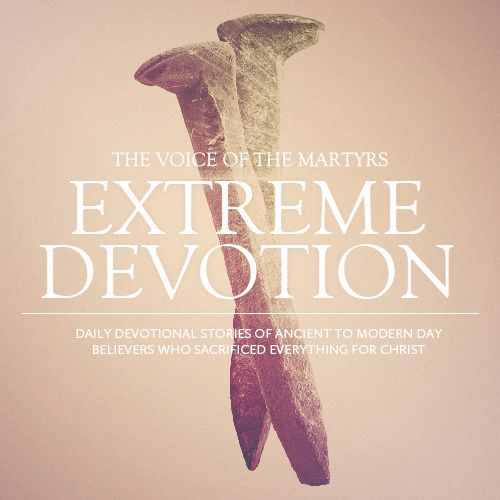 THE VOICE OF THE MARTYRS
EXTREME
DEVOTION
DAILY DEVOTIONAL STORIES OF ANCIENT TO MODERN DAY
BELIEVERS WHO SACRIFICED EVERYTHING FOR CHRIST